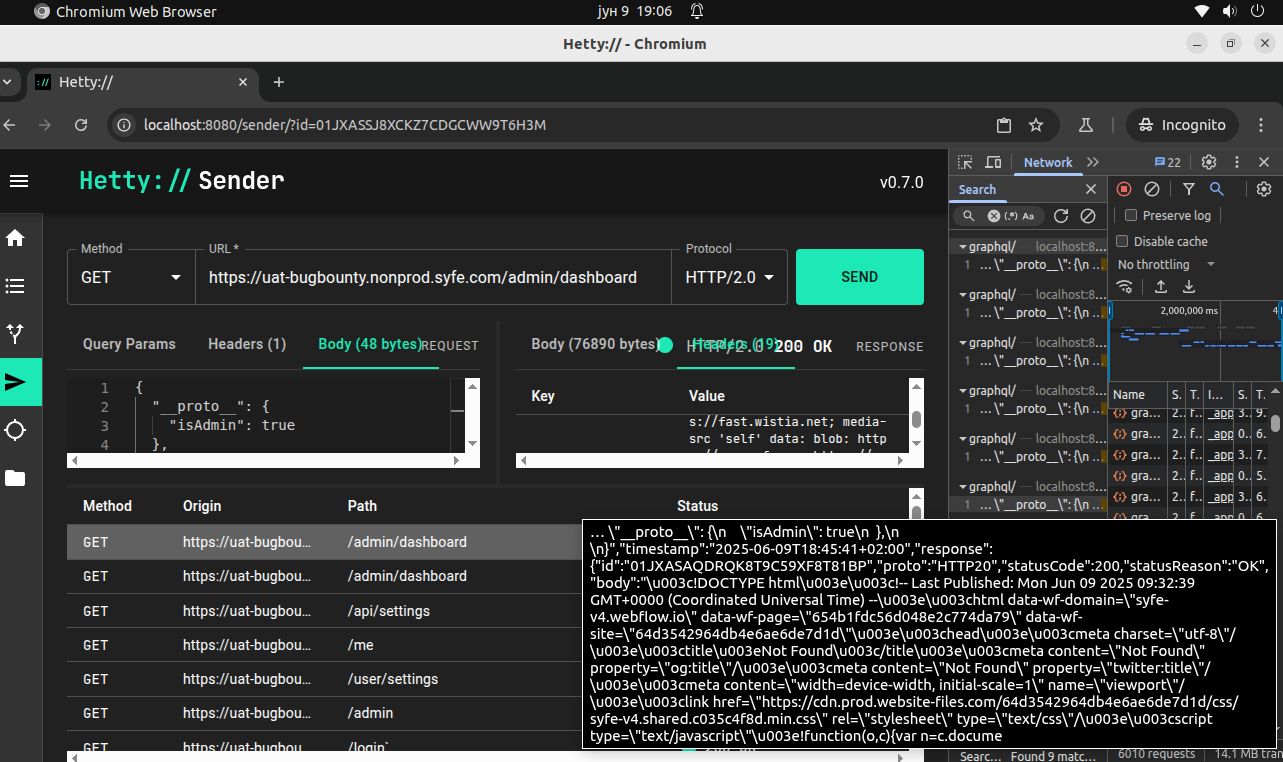 Chromium Web Browser
јун 9 19:06
Hetty:// - Chromium
Hetty://
localhost:8080/sender/?id=01JXASSJ8XCKZ7CDGCWW9T6H3M
Incognito
Hetty:// Sender
v0.7.0
Method
GET
URL *
https://uat-bugbounty.nonprod.syfe.com/admin/dashboard
Protocol
HTTP/2.0
SEND
Query Params
Headers (1)
Body (48 bytes)
REQUEST
1 {
2 "__proto__": {
3 "isAdmin": true
4 },
Body (76890 bytes)
Headers (19)
HTTP/2.0 200 OK
RESPONSE
Key Value
s://fast.wistia.net; media-
src 'self' data: blob: http
Method Origin Path Status
GET https://uat-bugbou... /admin/dashboard
GET https://uat-bugbou... /admin/dashboard
GET https://uat-bugbou... /api/settings
GET https://uat-bugbou... /me
GET https://uat-bugbou... /user/settings
GET https://uat-bugbou... /admin
GET https://uat-bugbou... /login`
Network
22
Search
(.*) Aa
graphql/ — localhost:8...
1 ... \"__proto__\": {\n ...
graphql/ — localhost:8...
1 ... \"__proto__\": {\n ...
graphql/ — localhost:8...
1 ... \"__proto__\": {\n ...
graphql/ — localhost:8...
1 ... \"__proto__\": {\n ...
graphql/ — localhost:8...
1 ... \"__proto__\": {\n ...
graphql/ — localhost:8...
1 ... \"__proto__\": {\n ...
Preserve log
Disable cache
No throttling
2,000,000 ms
4
Name S. T. I... S. T.
gra... 2.. f.. _app 3. 9.
gra... 2.. f.. _app 0. 6.
gra... 2.. f.. _app 3. 7.
gra... 2.. f.. _app 0. 5.
gra... 2.. f.. _app 3. 6.
gra... 2.. f.. _app 0. 6.
... \"__proto__\": {\n \"isAdmin\": true\n },\n
\n}","timestamp":"2025-06-09T18:45:41+02:00","response":
{"id":"01JXASAQDRQK8T9C59XF8T81BP","proto":"HTTP20","statusCode":200,"statusReason":"OK",
"body":"\u003c!DOCTYPE html\u003e\u003c!-- Last Published: Mon Jun 09 2025 09:32:39
GMT+0000 (Coordinated Universal Time) --\u003e\u003chtml data-wf-domain=\"syfe-
v4.webflow.io\" data-wf-page=\"654b1fdc56d048e2c774da79\" data-wf-
site=\"64d3542964db4e6ae6de7d1d\"\u003e\u003chead\u003e\u003cmeta charset=\"utf-8\"/
\u003e\u003ctitle\u003eNot Found\u003c/title\u003e\u003cmeta content=\"Not Found\"
property=\"og:title\"/\u003e\u003cmeta content=\"Not Found\" property=\"twitter:title\"/
\u003e\u003cmeta content=\"width=device-width, initial-scale=1\" name=\"viewport\"/
\u003e\u003clink href=\"https://cdn.prod.website-files.com/64d3542964db4e6ae6de7d1d/css/
syfe-v4.shared.c035c4f8d.min.css\" rel=\"stylesheet\" type=\"text/css\"/\u003e\u003cscript
type=\"text/javascript\"\u003e!function(o,c){var n=c.docume
Searc... Found 9 matc...
6010 requests
14.1 MB tran